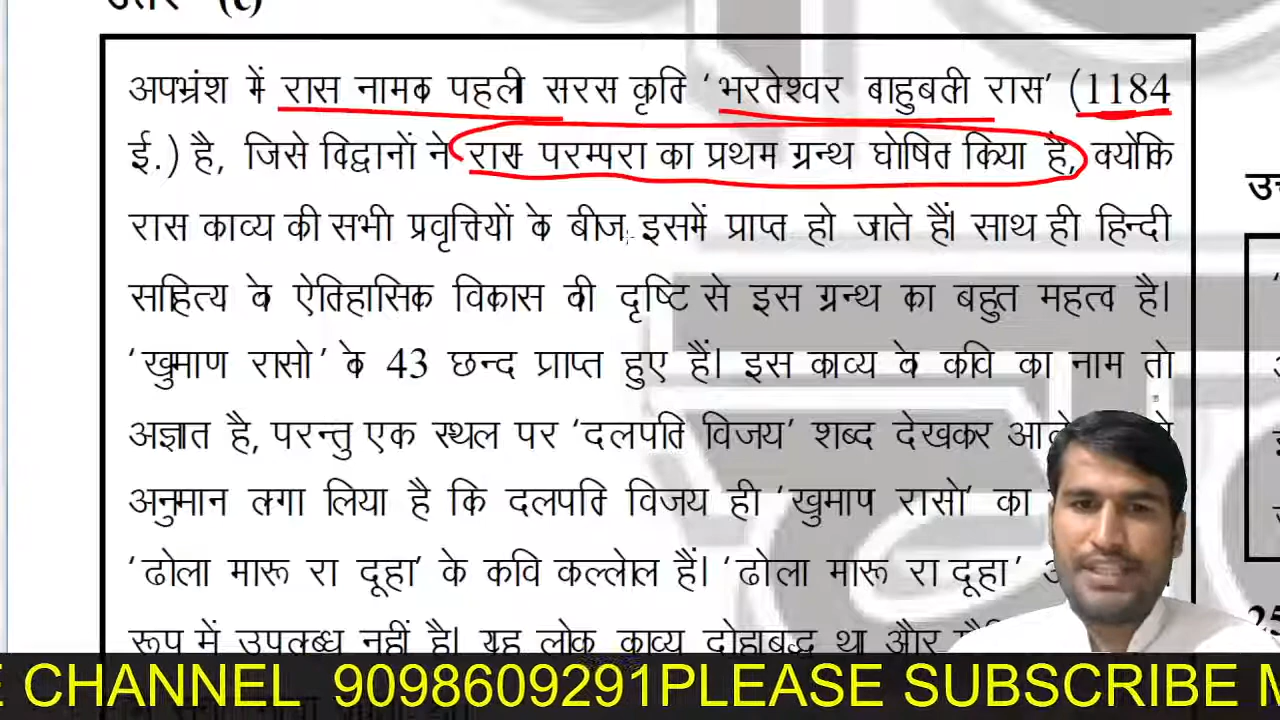 उत्तर (c)
अपभ्रंश में रास नामक पहली सरस कृति 'भरतेश्वर बाहुबली रास' (1184
ई.) है, जिसे विद्वानों ने रास परम्परा का प्रथम ग्रन्थ घोषित किया है, क्योंकि
रास काव्य की सभी प्रवृत्तियों के बीज इसमें प्राप्त हो जाते हैं। साथ ही हिन्दी
साहित्य के ऐतिहासिक विकास की दृष्टि से इस ग्रन्थ का बहुत महत्व है।
'खुमाण रासो' के 43 छन्द प्राप्त हुए हैं। इस काव्य के कवि का नाम तो
अज्ञात है, परन्तु एक स्थल पर 'दलपति विजय' शब्द देखकर
अनुमान लगा लिया है कि दलपति विजय ही 'खुमाण रासो' का
'ढोला मारू रा दूहा' के कवि कल्लोल हैं। 'ढोला मारू रा दूहा'
रूप में उपलब्ध नहीं है। यह लोक काव्य दोहाबद्ध था और
E CHANNEL 9098609291PLEASE SUBSCRIBE M